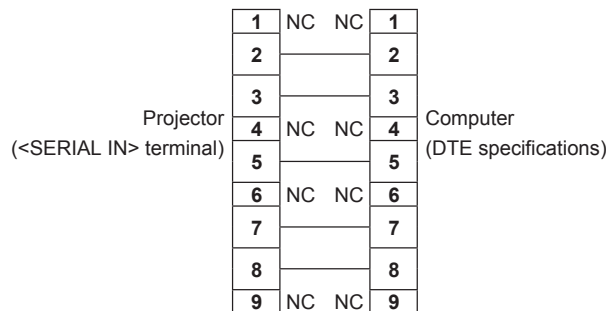 1 NC NC 1
2 2
3 3
Projector
(<SERIAL IN> terminal)
4 NC NC 4
Computer
(DTE specifications)
5 5
6 NC NC 6
7 7
8 8
9 NC NC 9